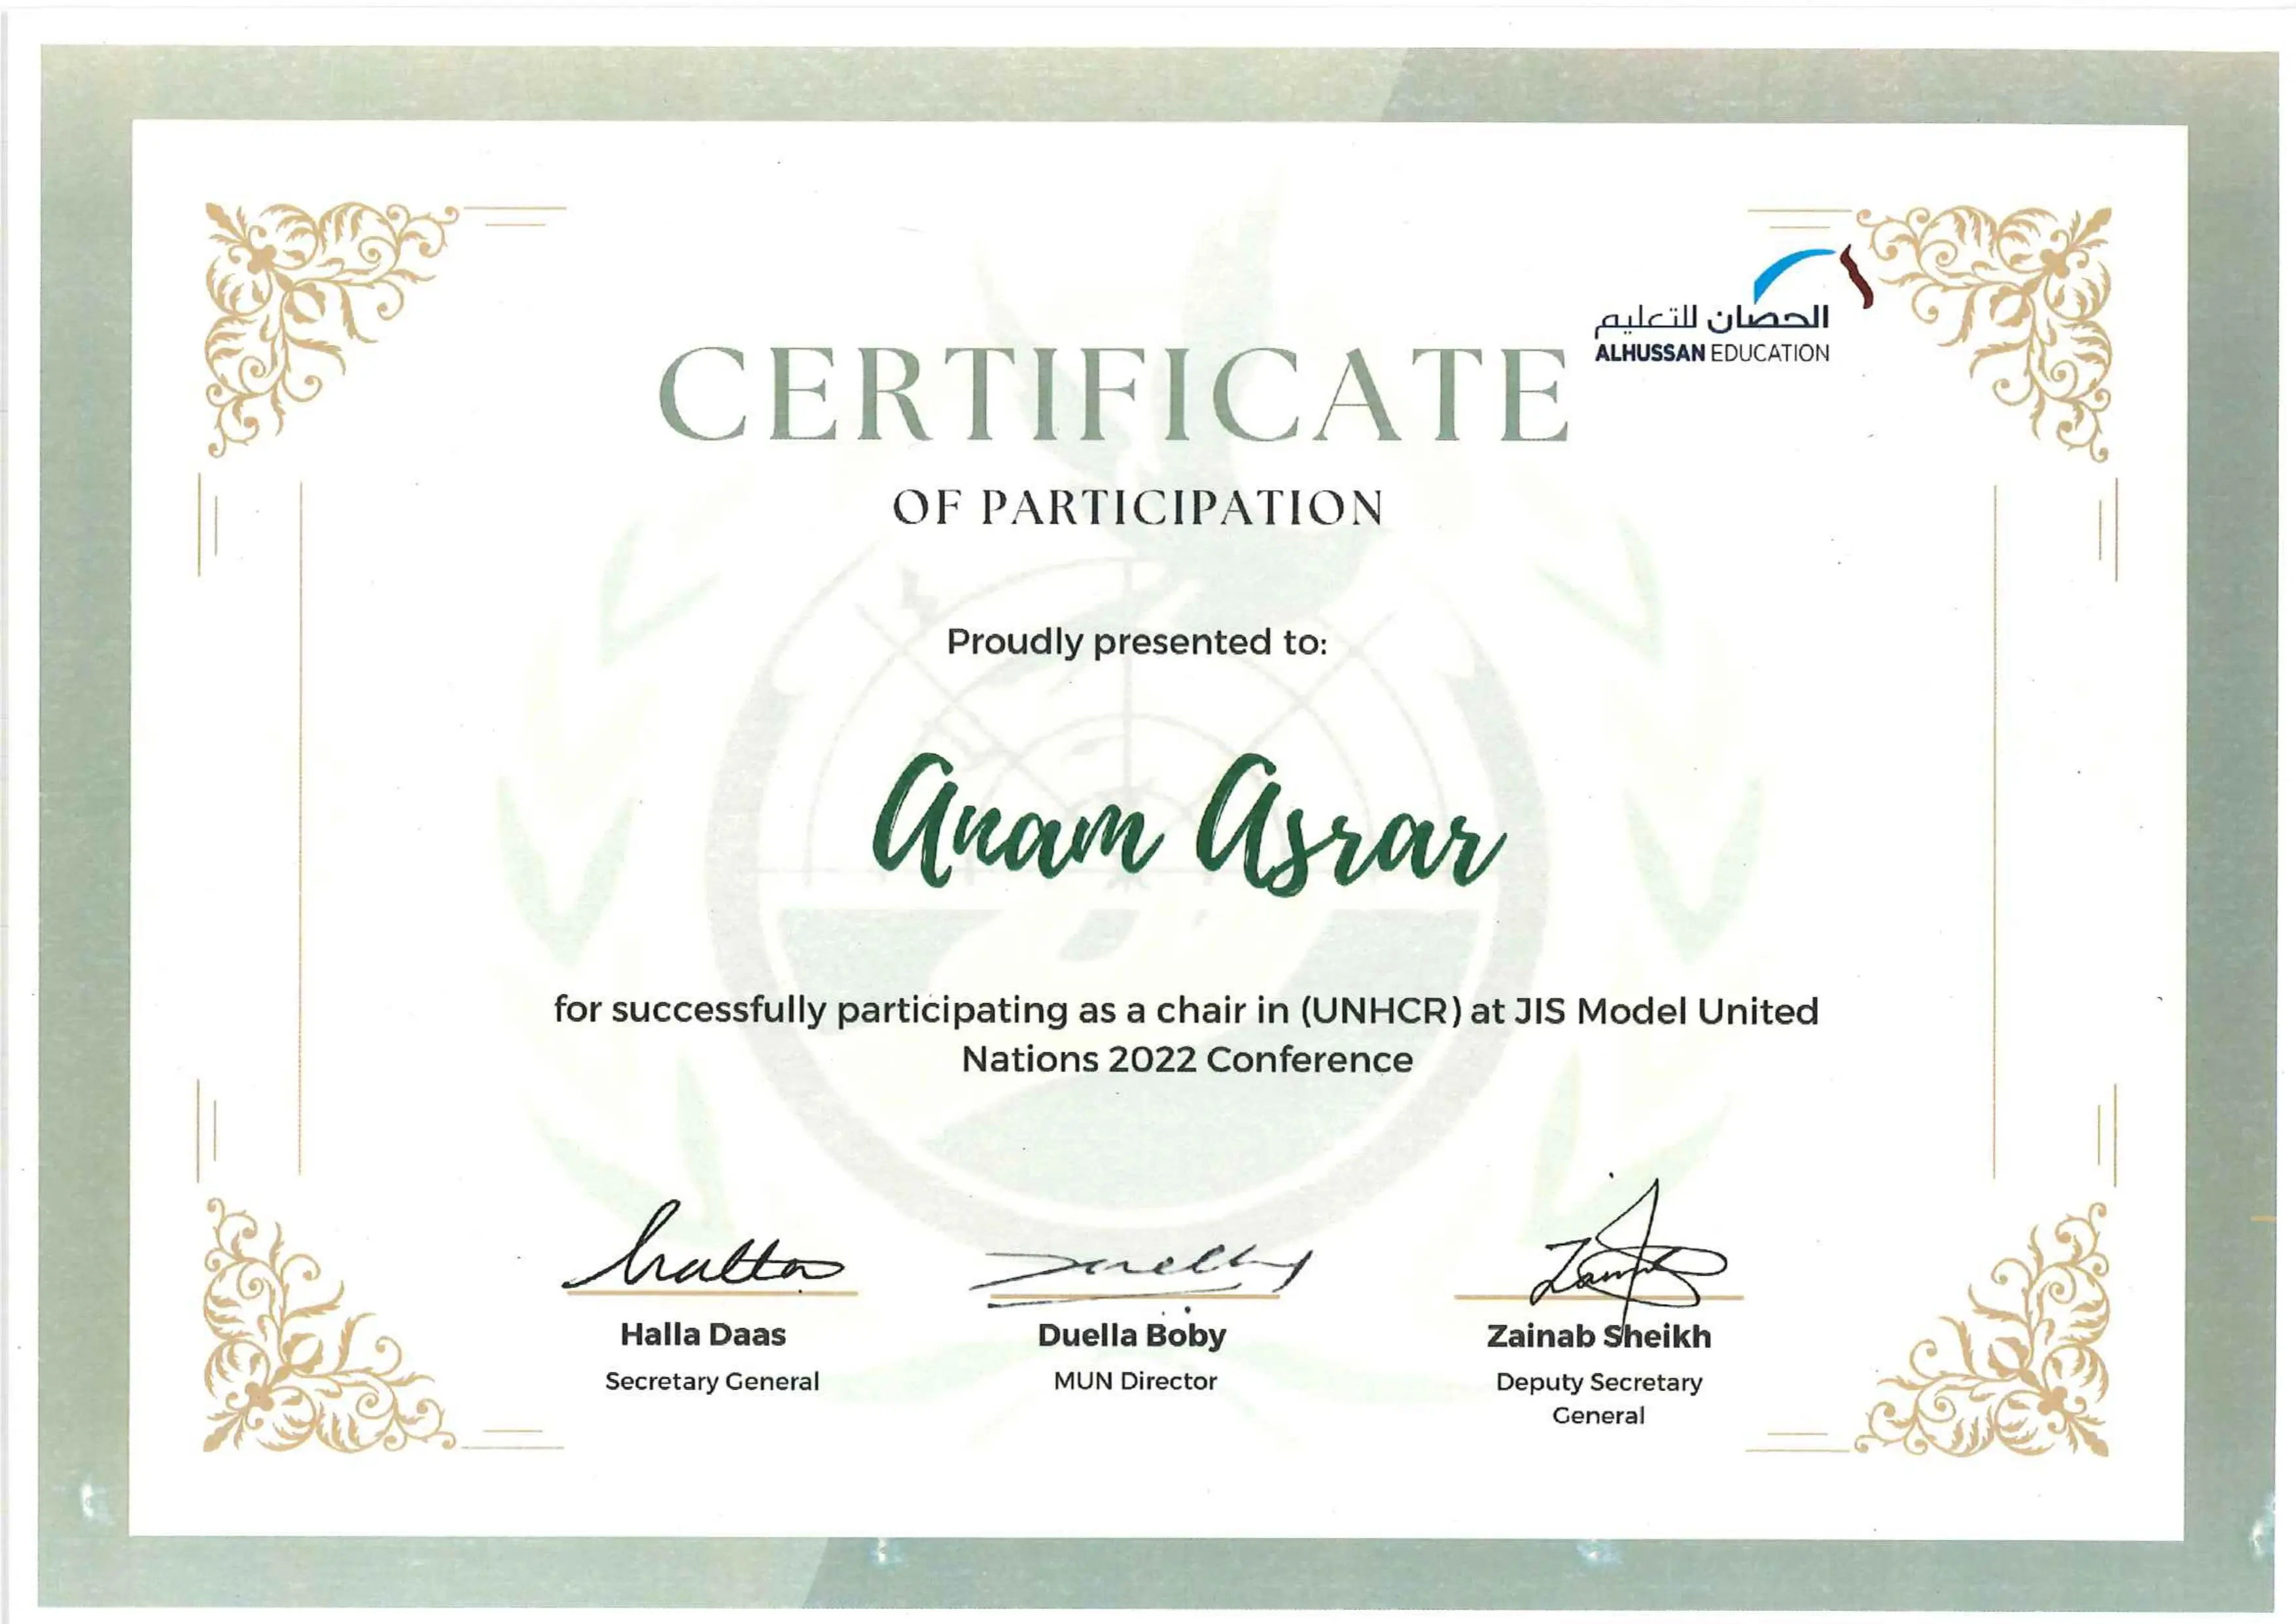 الحصان للتعليم
ALHUSSAN EDUCATION
CERTIFICATE
OF PARTICIPATION
Proudly presented to:
Anam Asrar
for successfully participating as a chair in (UNHCR) at JIS Model United
Nations 2022 Conference
Halla Daas
Secretary General
Duella Boby
MUN Director
Zainab Sheikh
Deputy Secretary
General